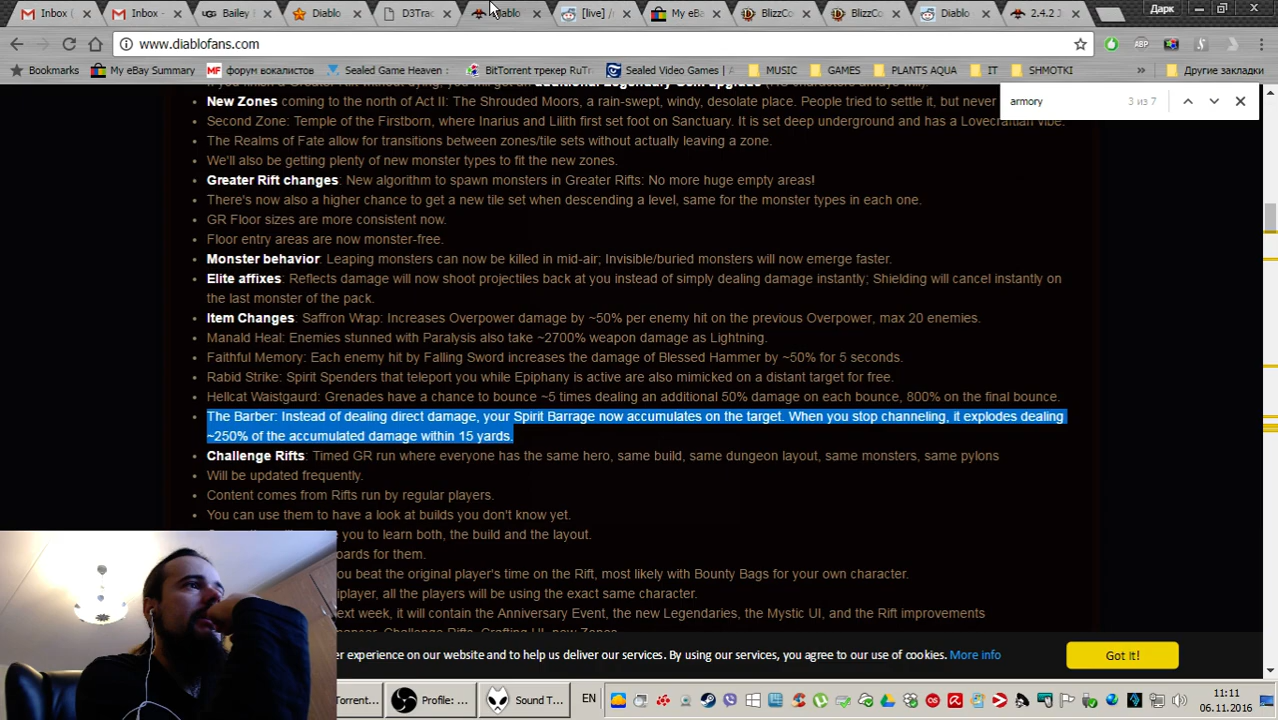 Inbox (
Inbox -
UGG Bailey E
Diablo
D3Trac
Diablo
[live] /r
My eBa
BlizzCo
BlizzCo
Diablo
2.4.2 J
Дарк
www.diablofans.com
ABP
Bookmarks
My eBay Summary
MF форум вокалистов
Sealed Game Heaven :
BitTorrent трекер RuTr
Sealed Video Games | A
MUSIC
GAMES
PLANTS AQUA
IT
SHMOTKI
»
Другие закладки
armory
3 из 7
New Zones coming to the north of Act II: The Shrouded Moors, a rain-swept, windy, desolate place. People tried to settle it, but never
Second Zone: Temple of the Firstborn, where Inarius and Lilith first set foot on Sanctuary. It is set deep underground and has a Lovecraftian vibe.
The Realms of Fate allow for transitions between zones/tile sets without actually leaving a zone.
We'll also be getting plenty of new monster types to fit the new zones.
Greater Rift changes: New algorithm to spawn monsters in Greater Rifts: No more huge empty areas!
There's now also a higher chance to get a new tile set when descending a level, same for the monster types in each one.
GR Floor sizes are more consistent now.
Floor entry areas are now monster-free.
Monster behavior: Leaping monsters can now be killed in mid-air; Invisible/buried monsters will now emerge faster.
Elite affixes: Reflects damage will now shoot projectiles back at you instead of simply dealing damage instantly; Shielding will cancel instantly on
the last monster of the pack.
Item Changes: Saffron Wrap: Increases Overpower damage by ~50% per enemy hit on the previous Overpower, max 20 enemies.
Manald Heal: Enemies stunned with Paralysis also take ~2700% weapon damage as Lightning.
Faithful Memory: Each enemy hit by Falling Sword increases the damage of Blessed Hammer by ~50% for 5 seconds.
Rabid Strike: Spirit Spenders that teleport you while Epiphany is active are also mimicked on a distant target for free.
Hellcat Waistgaurd: Grenades have a chance to bounce ~5 times dealing an additional 50% damage on each bounce, 800% on the final bounce.
The Barber: Instead of dealing direct damage, your Spirit Barrage now accumulates on the target. When you stop channeling, it explodes dealing
~250% of the accumulated damage within 15 yards.
Challenge Rifts: Timed GR run where everyone has the same hero, same build, same dungeon layout, same monsters, same pylons
Will be updated frequently.
Content comes from Rifts run by regular players.
You can use them to have a look at builds you don't know yet.
you to learn both, the build and the layout.
oards for them.
ou beat the original player's time on the Rift, most likely with Bounty Bags for your own character.
iplayer, all the players will be using the exact same character.
ext week, it will contain the Anniversary Event, the new Legendaries, the Mystic UI, and the Rift improvements
er experience on our website and to help us deliver our services. By using our services, you agree to our use of cookies. More info
Got it!
Torrent...
Profile: ...
Sound T...
EN
11:11
06.11.2016